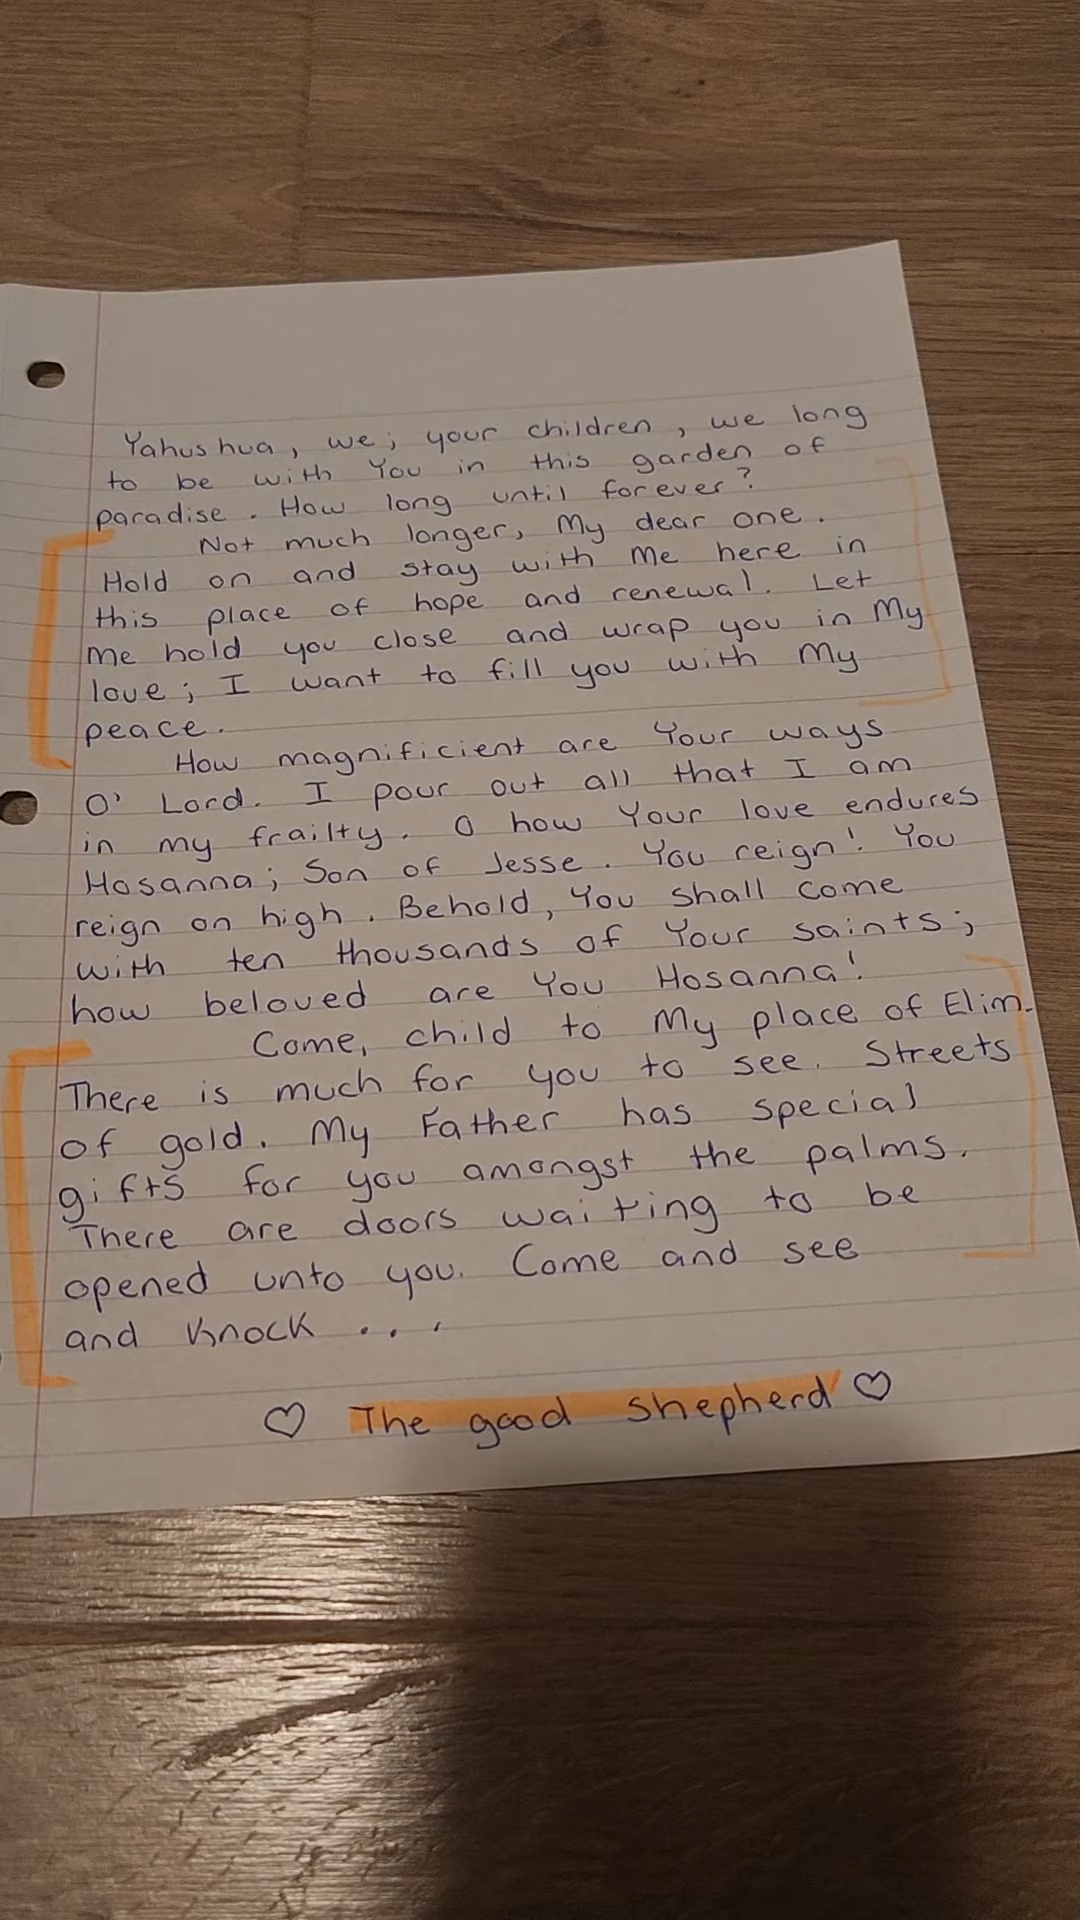 Yahushua, we; your children, we long
to be with You in this garden of
paradise. How long until forever?
Not much longer, My dear one.
Hold on and stay with Me here in
this place of hope and renewal. Let
Me hold you close and wrap you in My
love; I want to fill you with My
peace.
How magnificient are Your ways
O' Lord. I pour out all that I am
in my frailty. O how Your love endures
Hosanna; Son of Jesse. You reign! You
reign on high. Behold, You shall come
with ten thousands of Your saints;
how beloved are You Hosanna!
Come, child to My place of Elim.
There is much for you to see. Streets
of gold. My Father has special
gifts for you amongst the palms.
There are doors waiting to be
opened unto you. Come and see
and knock ...
♡ The good Shepherd ♡